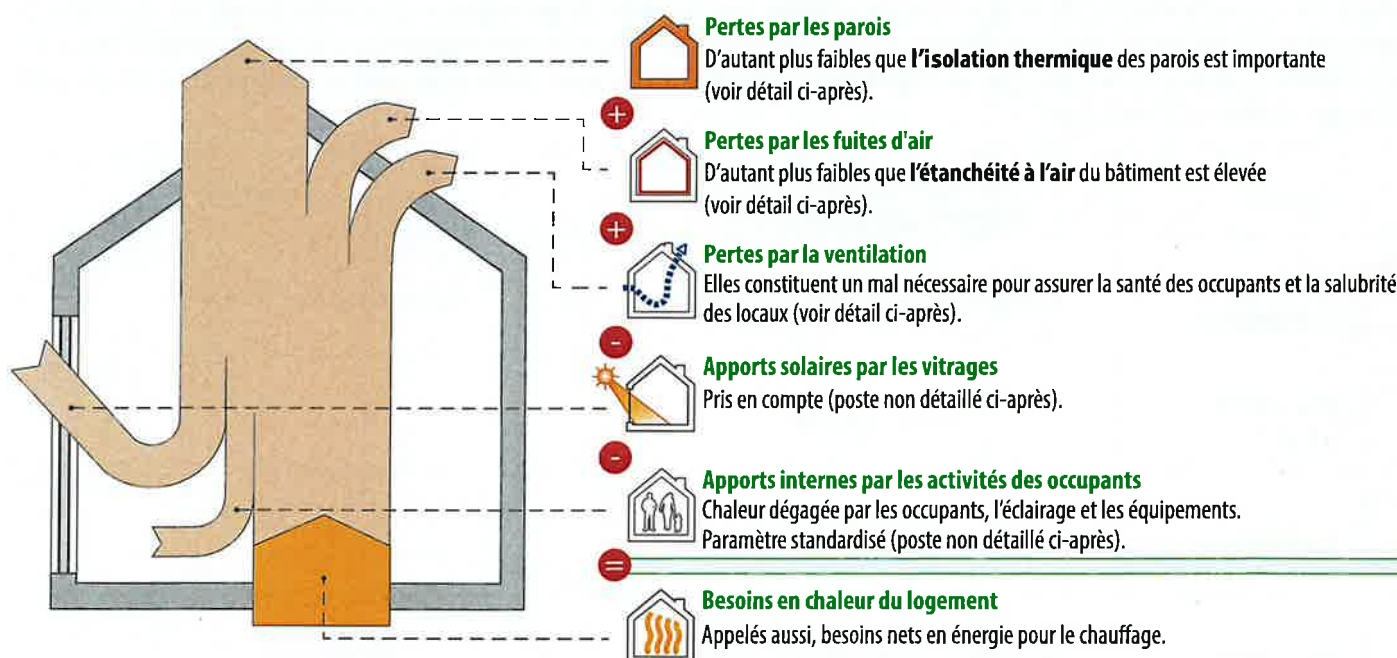 Pertes par les parois
D'autant plus faibles que l'isolation thermique des parois est importante
(voir détail ci-après).
+
Pertes par les fuites d'air
D'autant plus faibles que l'étanchéité à l'air du bâtiment est élevée
(voir détail ci-après).
+
Pertes par la ventilation
Elles constituent un mal nécessaire pour assurer la santé des occupants et la salubrité
des locaux (voir détail ci-après).
-
Apports solaires par les vitrages
Pris en compte (poste non détaillé ci-après).
-
Apports internes par les activités des occupants
Chaleur dégagée par les occupants, l'éclairage et les équipements.
Paramètre standardisé (poste non détaillé ci-après).
=
Besoins en chaleur du logement
Appelés aussi, besoins nets en énergie pour le chauffage.